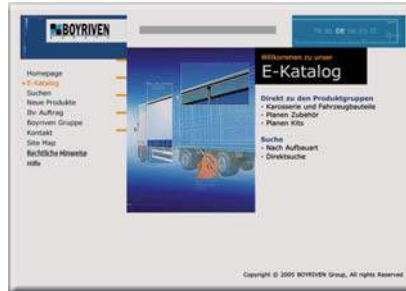 BOYRIVEN
GROUP
DE
Willkommen zu unser
E-Katalog
Homepage
E-Katalog
Suchen
Neue Produkte
Ihr Auftrag
Boyriven Gruppe
Kontakt
Site Map
Rechtliche Hinweise
Hilfe
Direkt zu den Produktgruppen
- Karosserie und Fahrzeugbauteile
- Planen Zubehör
- Planen Kits
Suche
- Nach Aufbauart
- Direktsuche
Copyright © 2005 BOYRIVEN Group, All rights Reserved